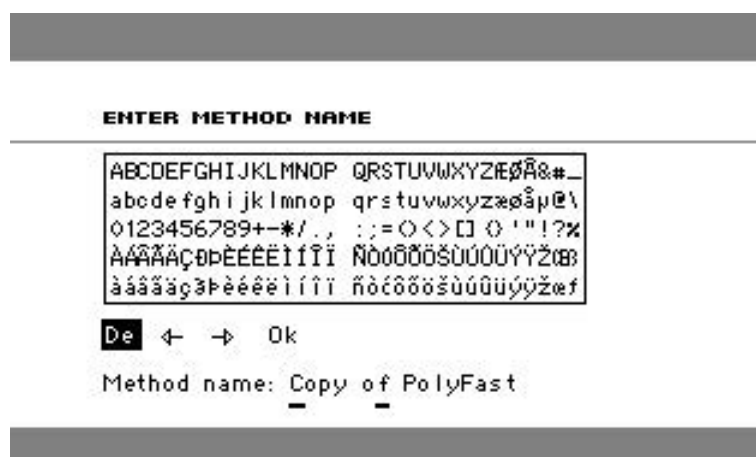 ENTER METHOD NAME
ABCDEFGHIJKLMNOP QRSTUVWXYZÆØÅ&#_
abcdefghijklmnop qrstuvwxyzæøåµ@\
0123456789+-*/., :;=()<>[]{}'"!?%
De ← → Ok
Method name: Copy of PolyFast